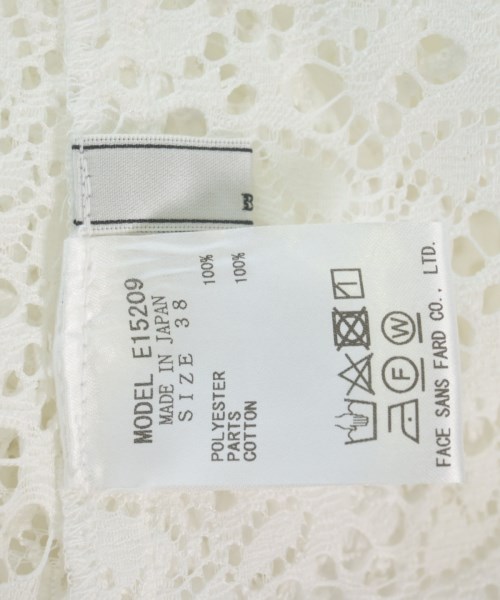 MODEL E15209
MADE IN JAPAN
SIZE 38
POLYESTER 100%
PARTS
COTTON 100%
F W
FACE SANS FARD CO., LTD.